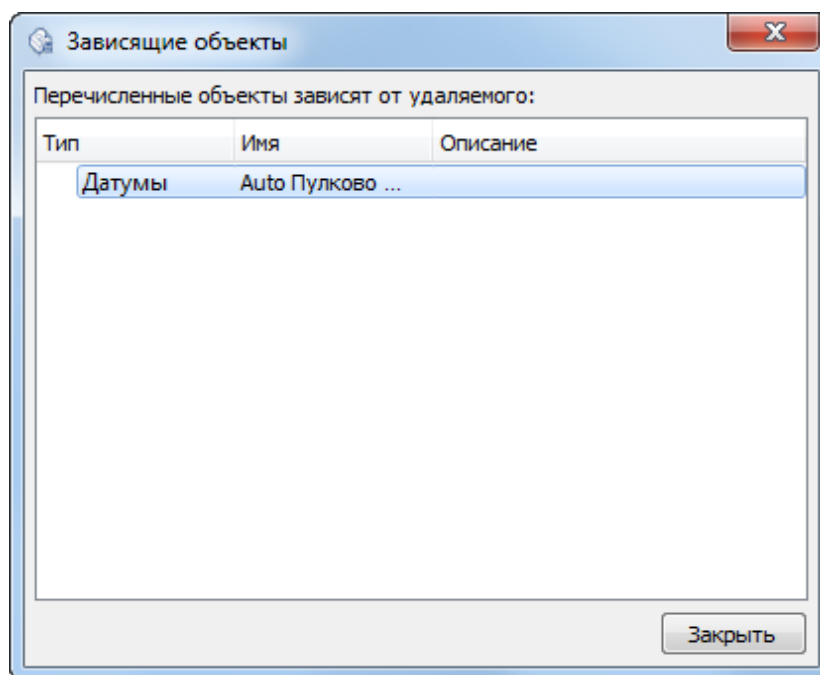 Зависящие объекты
Перечисленные объекты зависят от удаляемого:
Тип Имя Описание
Датумы Auto Пулково ...
Закрыть